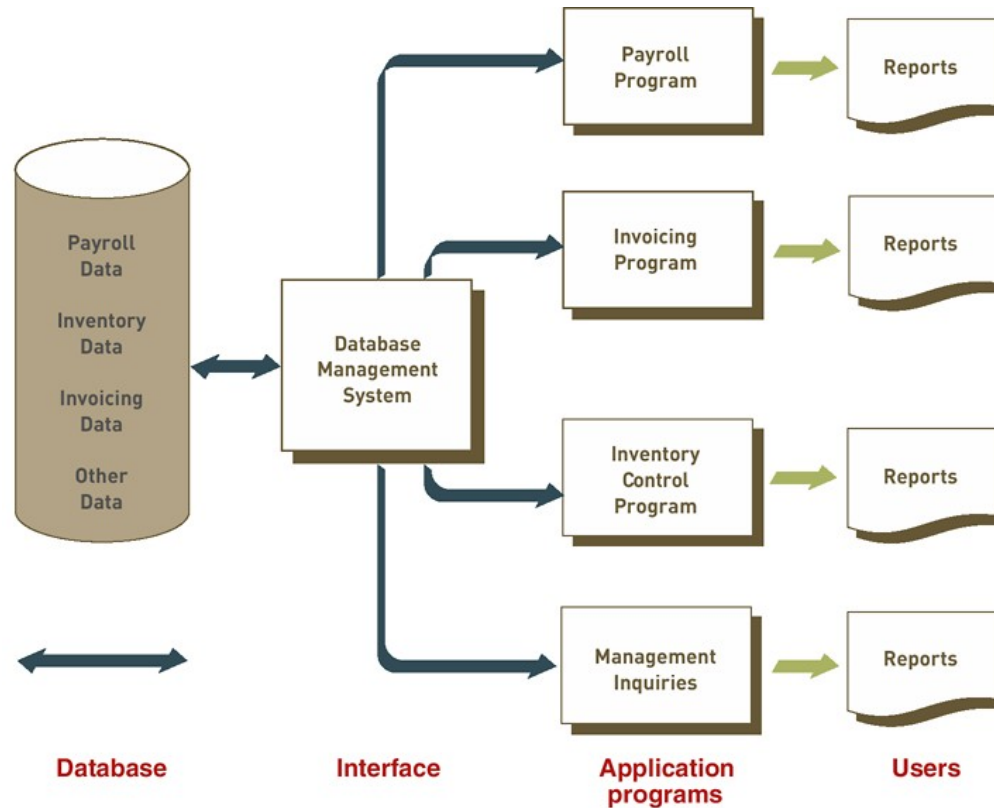 Payroll
Data
Inventory
Data
Invoicing
Data
Other
Data
Database
Management
System
Payroll
Program
Reports
Invoicing
Program
Reports
Inventory
Control
Program
Reports
Management
Inquiries
Reports
Database
Interface
Application
programs
Users